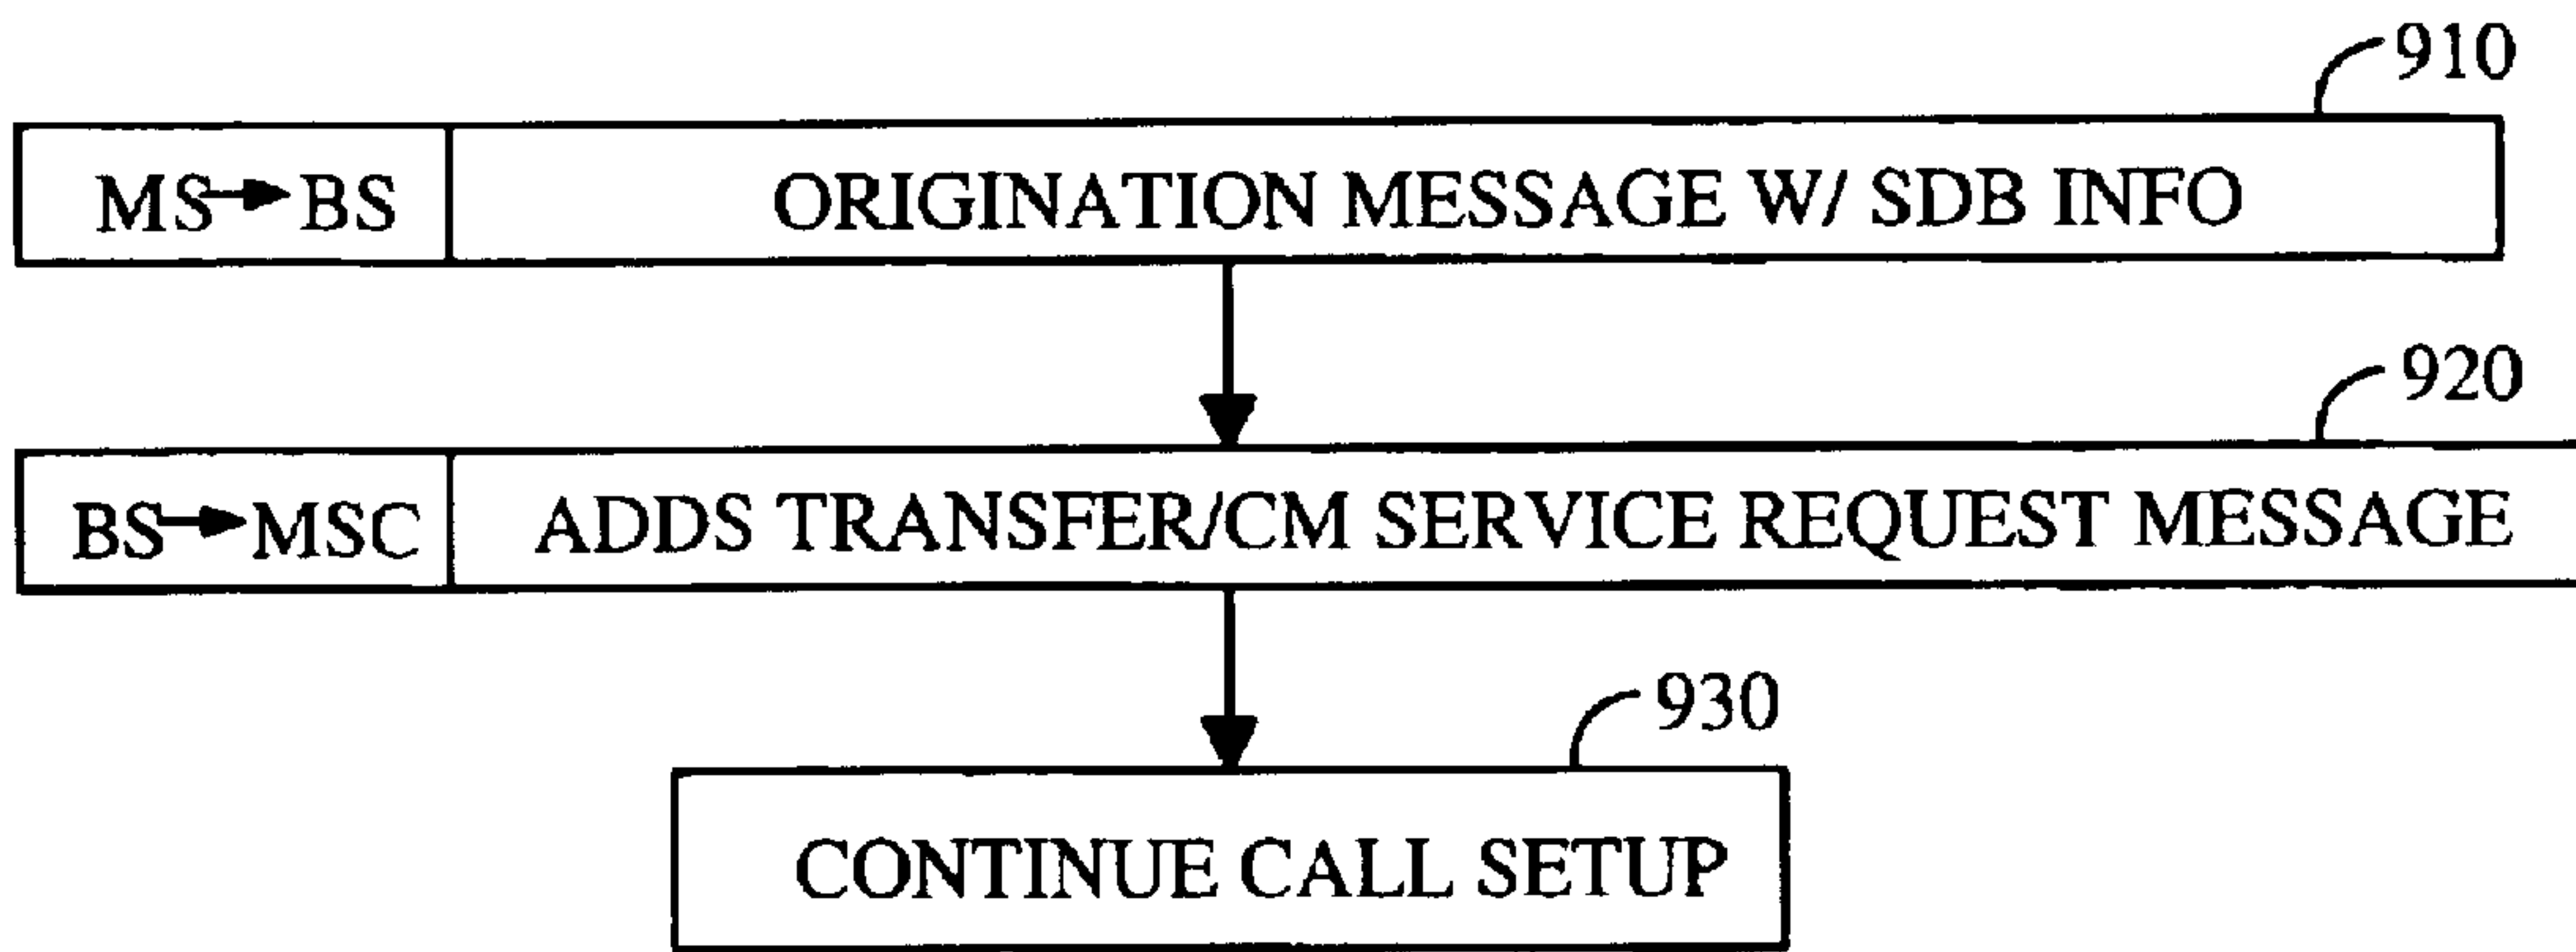 910
MS→BS ORIGINATION MESSAGE W/ SDB INFO
920
BS→MSC ADDS TRANSFER/CM SERVICE REQUEST MESSAGE
930
CONTINUE CALL SETUP